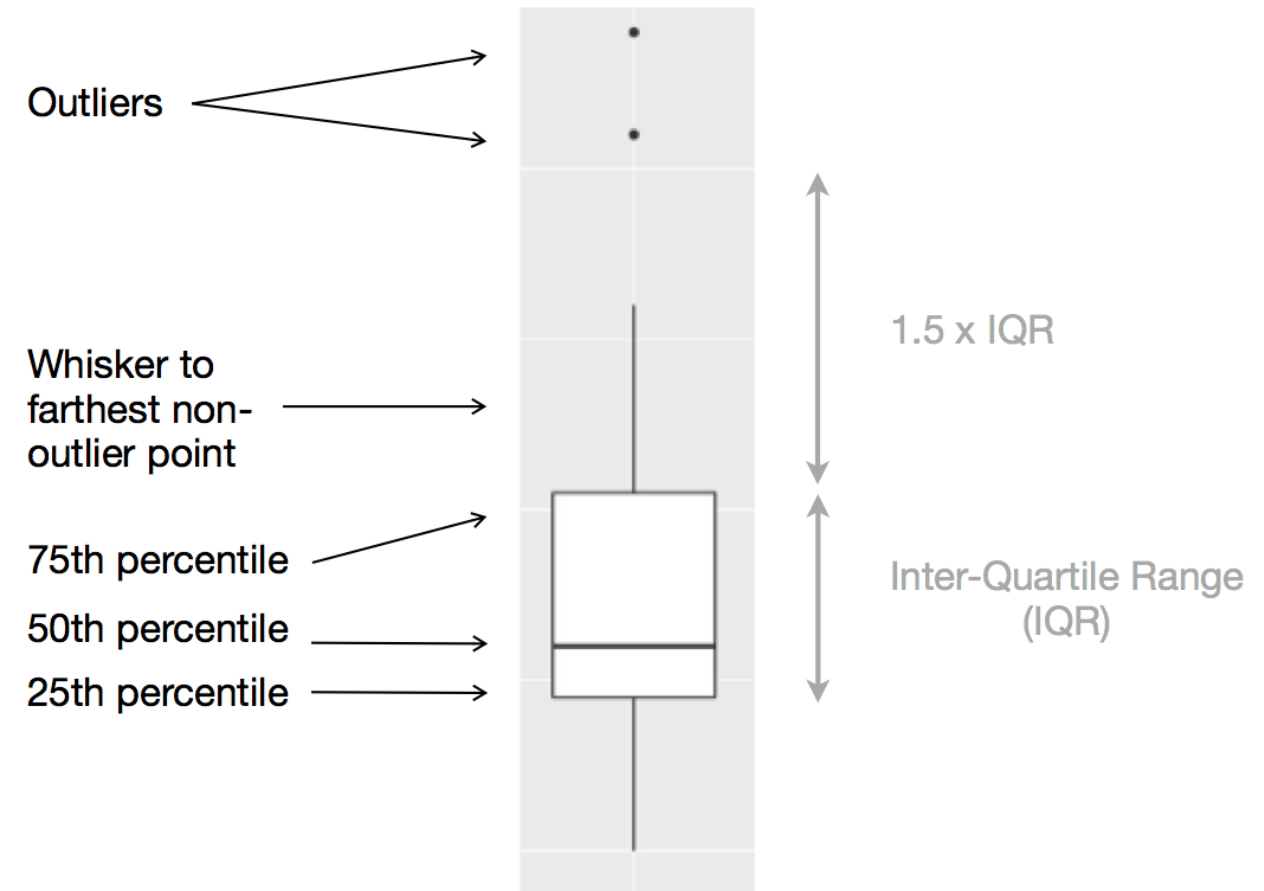 Outliers
Whisker to
farthest non-
outlier point
75th percentile
50th percentile
25th percentile
1.5 x IQR
Inter-Quartile Range
(IQR)